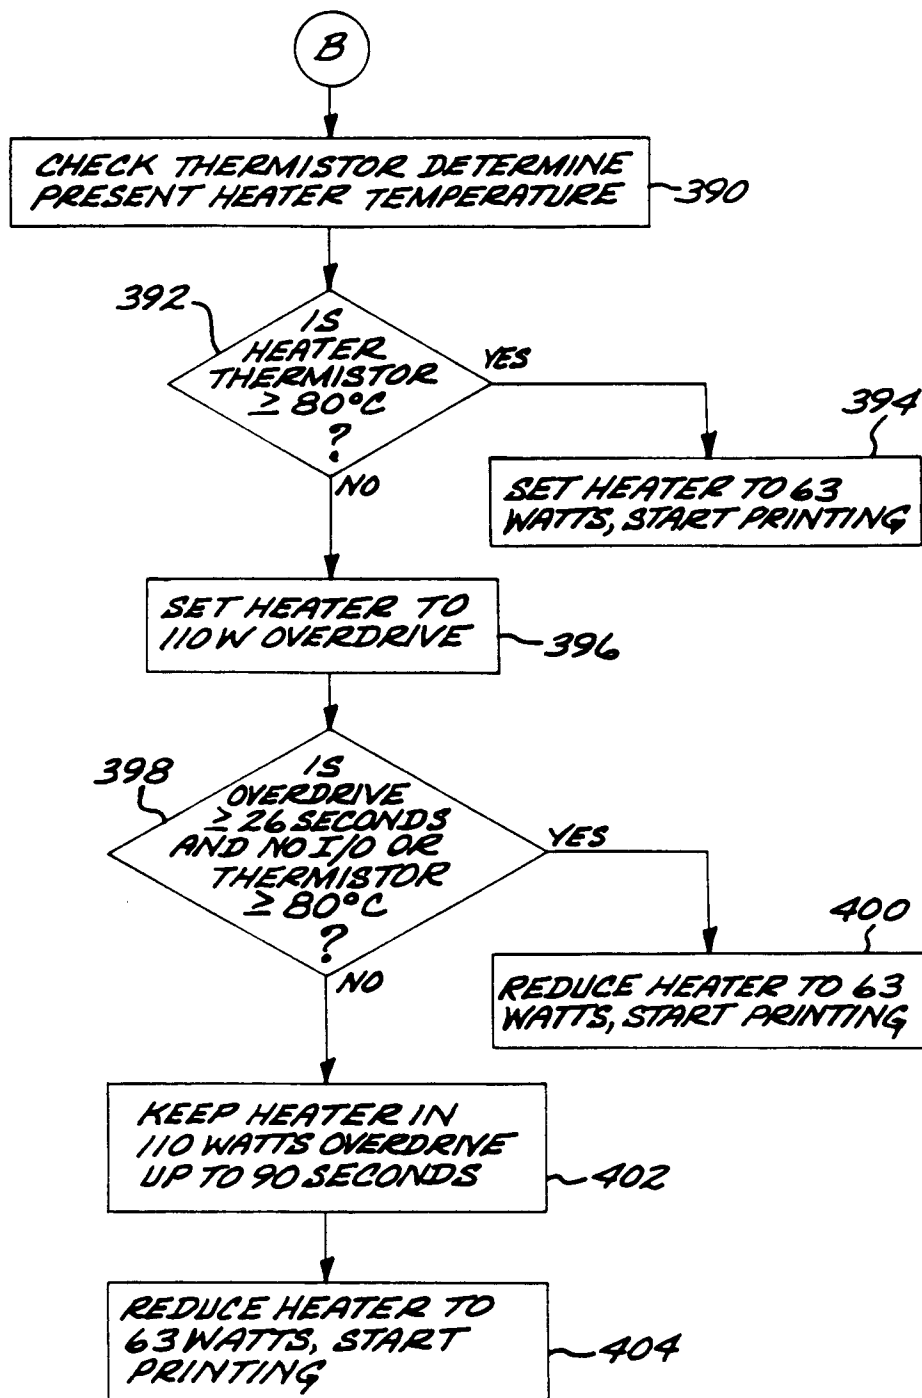 B
CHECK THERMISTOR DETERMINE
PRESENT HEATER TEMPERATURE
390
392
IS
HEATER
THERMISTOR
≥ 80°C
?
YES
NO
394
SET HEATER TO 63
WATTS, START PRINTING
SET HEATER TO
110 W OVERDRIVE
396
398
IS
OVERDRIVE
≥ 26 SECONDS
AND NO I/O OR
THERMISTOR
≥ 80°C
?
YES
NO
400
REDUCE HEATER TO 63
WATTS, START PRINTING
KEEP HEATER IN
110 WATTS OVERDRIVE
UP TO 90 SECONDS
402
REDUCE HEATER TO
63 WATTS, START
PRINTING
404